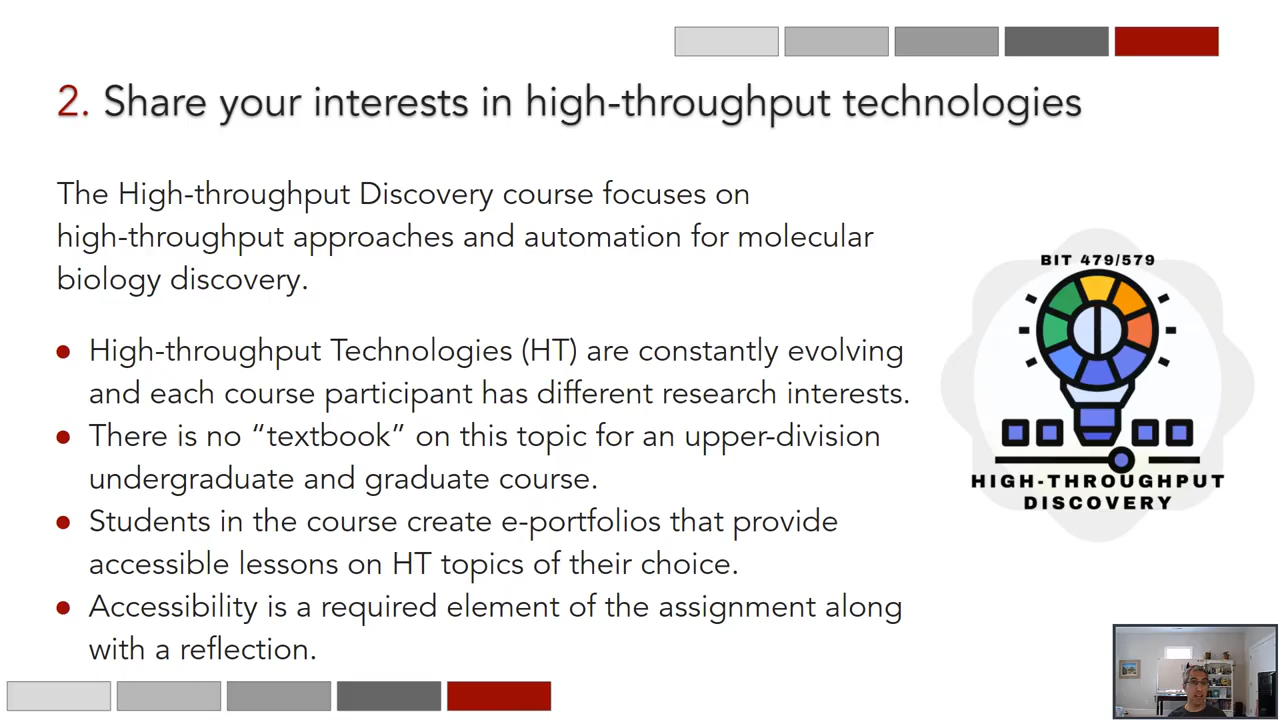 2. Share your interests in high-throughput technologies
The High-throughput Discovery course focuses on
high-throughput approaches and automation for molecular
biology discovery.
● High-throughput Technologies (HT) are constantly evolving
and each course participant has different research interests.
● There is no “textbook” on this topic for an upper-division
undergraduate and graduate course.
● Students in the course create e-portfolios that provide
accessible lessons on HT topics of their choice.
● Accessibility is a required element of the assignment along
with a reflection.
BIT 479/579
HIGH-THROUGHPUT
DISCOVERY